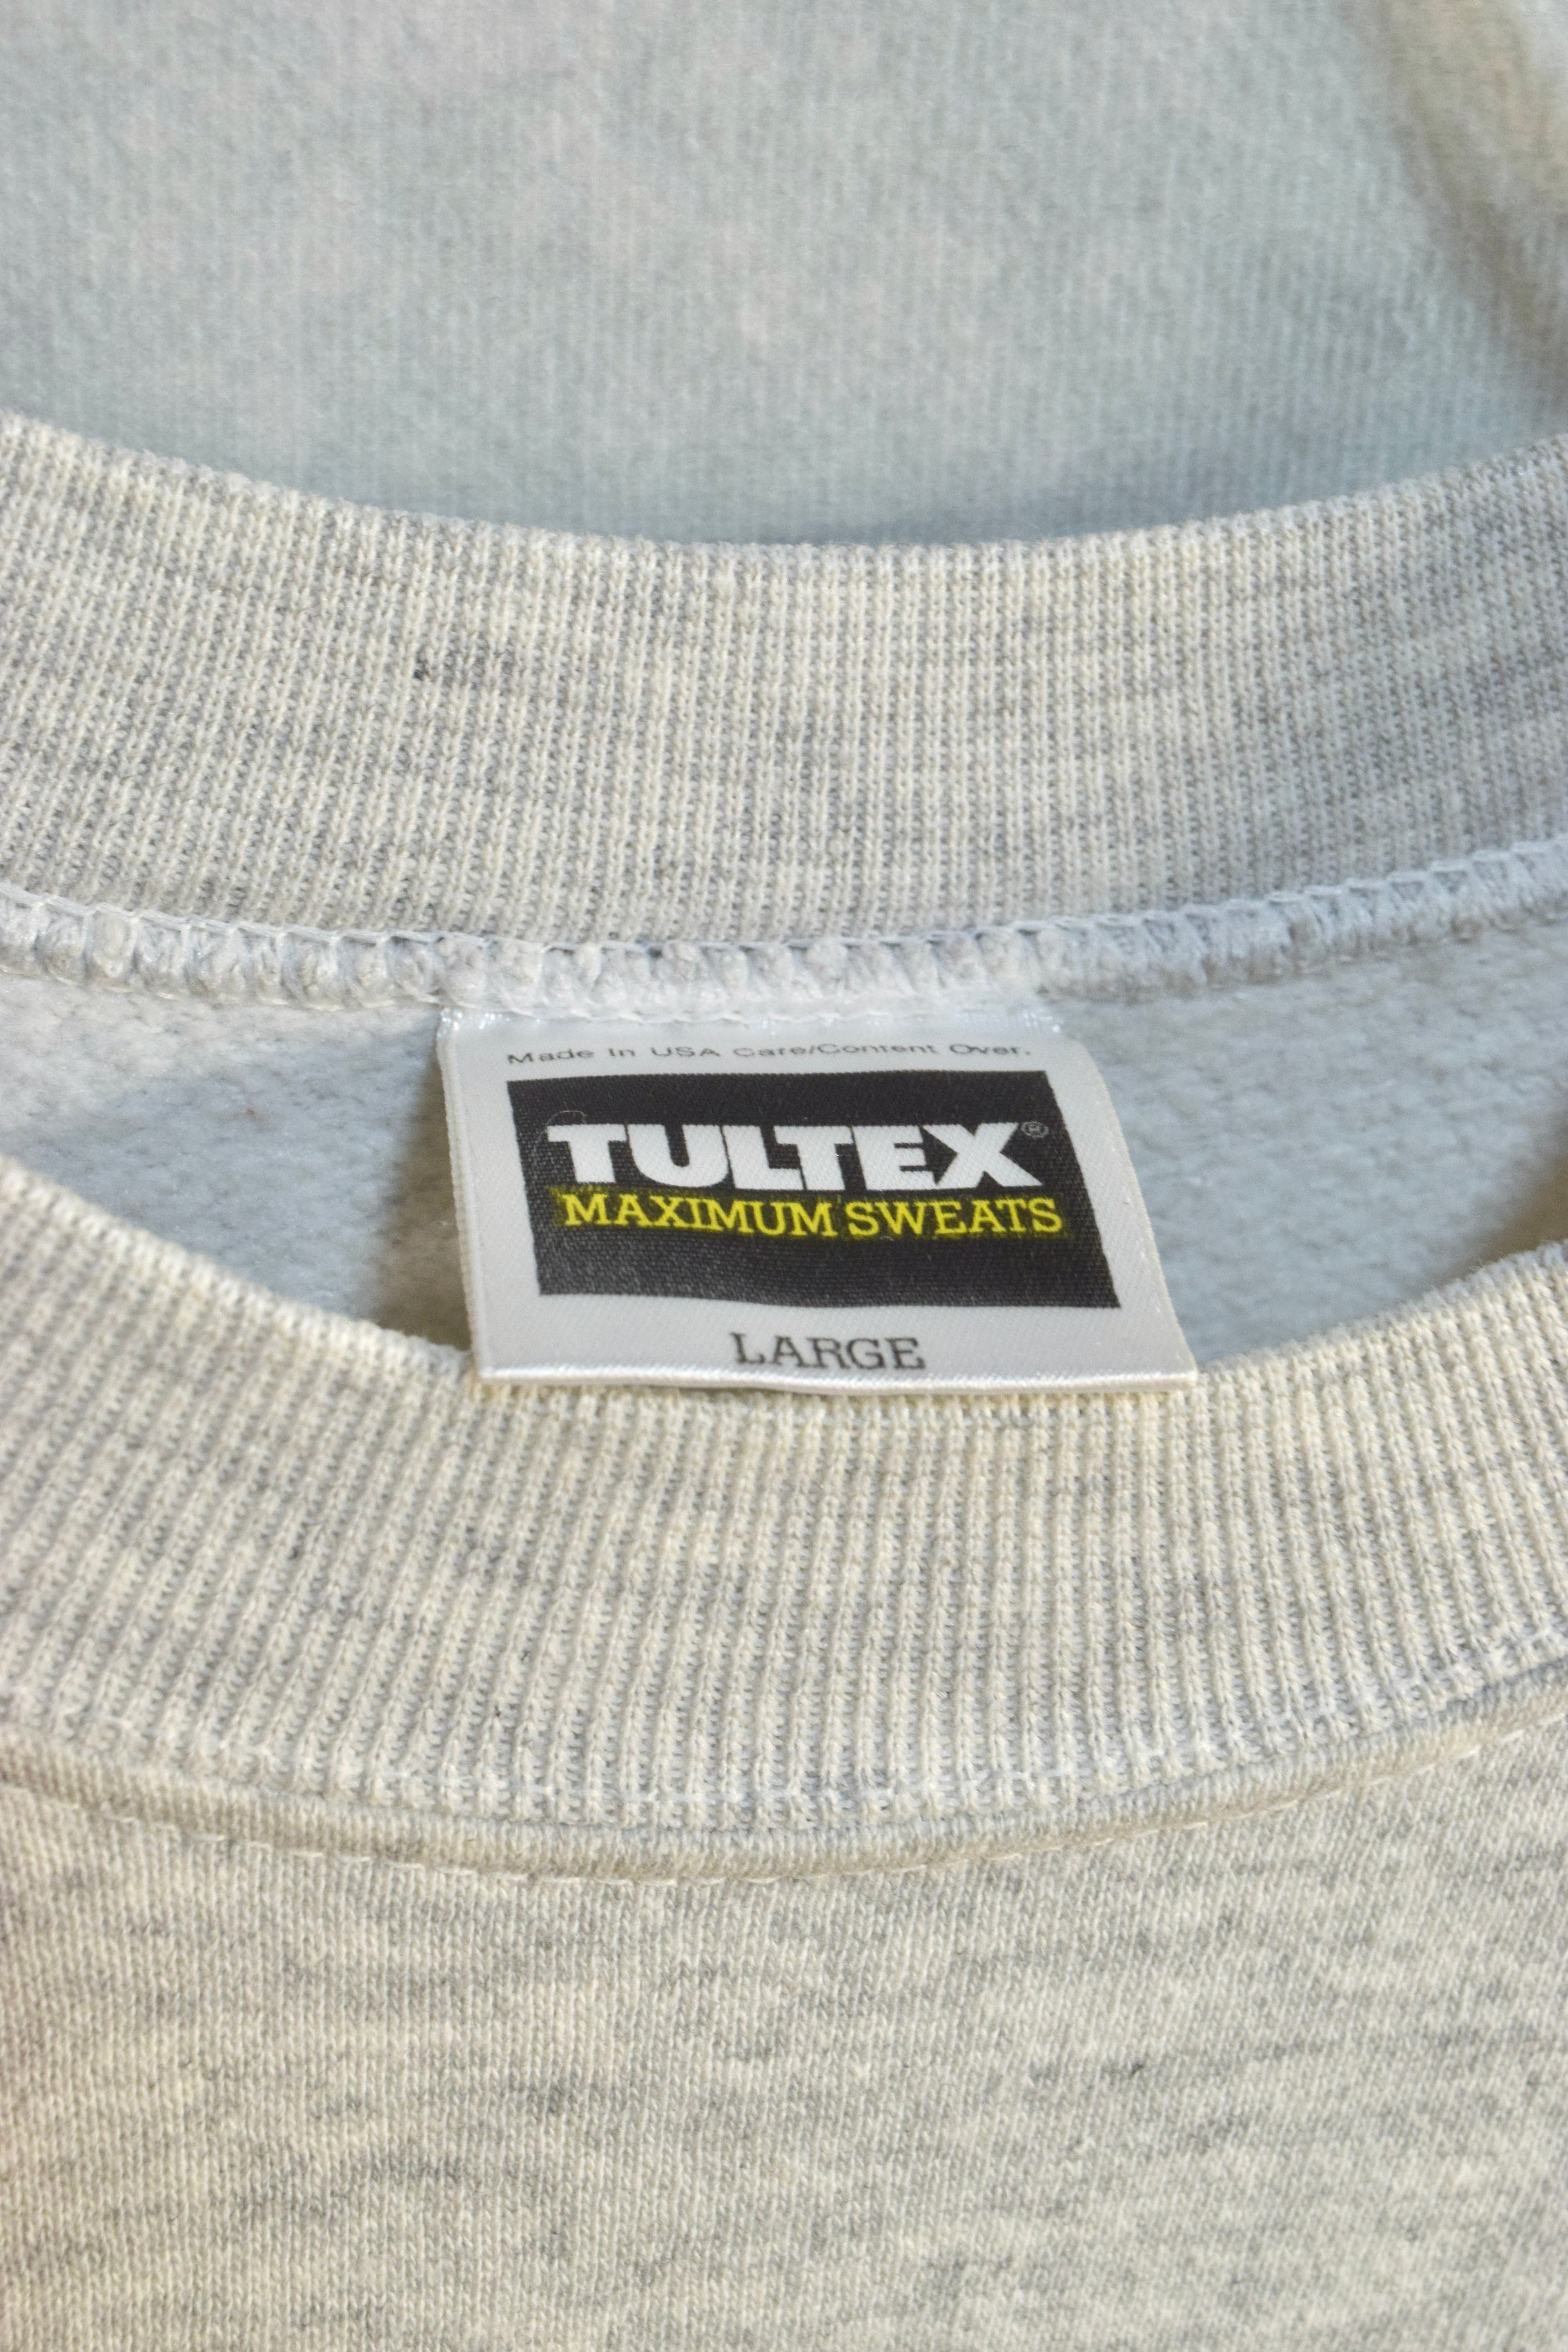 Made In USA Care/Content Over.
TULTEX®
MAXIMUM SWEATS
LARGE